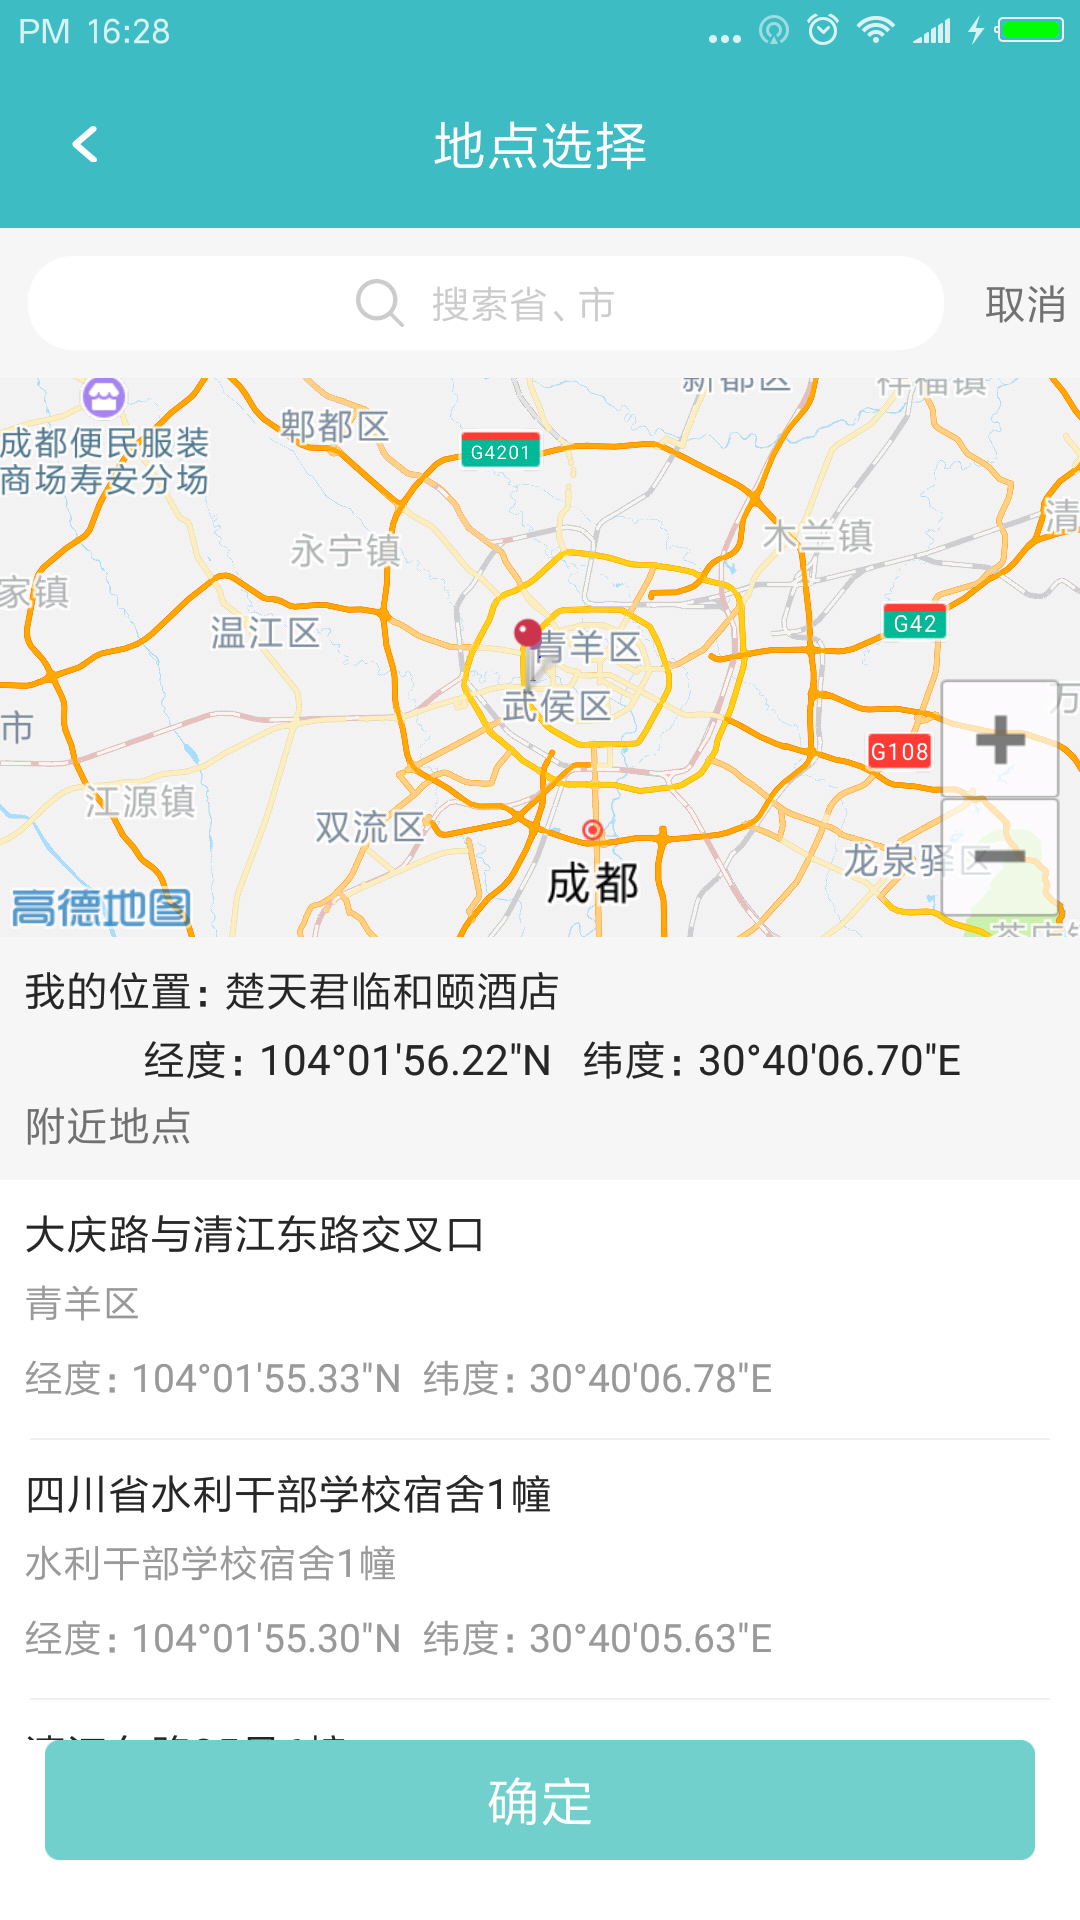 PM 16:28
地点选择
搜索省、市
取消
新都区
祥福镇
郫都区
G4201
成都便民服装
商场寿安分场
清
木兰镇
永宁镇
家镇
G42
温江区
青羊区
万
武侯区
市
G108
江源镇
双流区
龙泉驿区
成都
高德地图
茶店
我的位置：楚天君临和颐酒店
经度：104°01'56.22"N 纬度：30°40'06.70"E
附近地点
大庆路与清江东路交叉口
青羊区
经度：104°01'55.33"N 纬度：30°40'06.78"E
四川省水利干部学校宿舍1幢
水利干部学校宿舍1幢
经度：104°01'55.30"N 纬度：30°40'05.63"E
确定